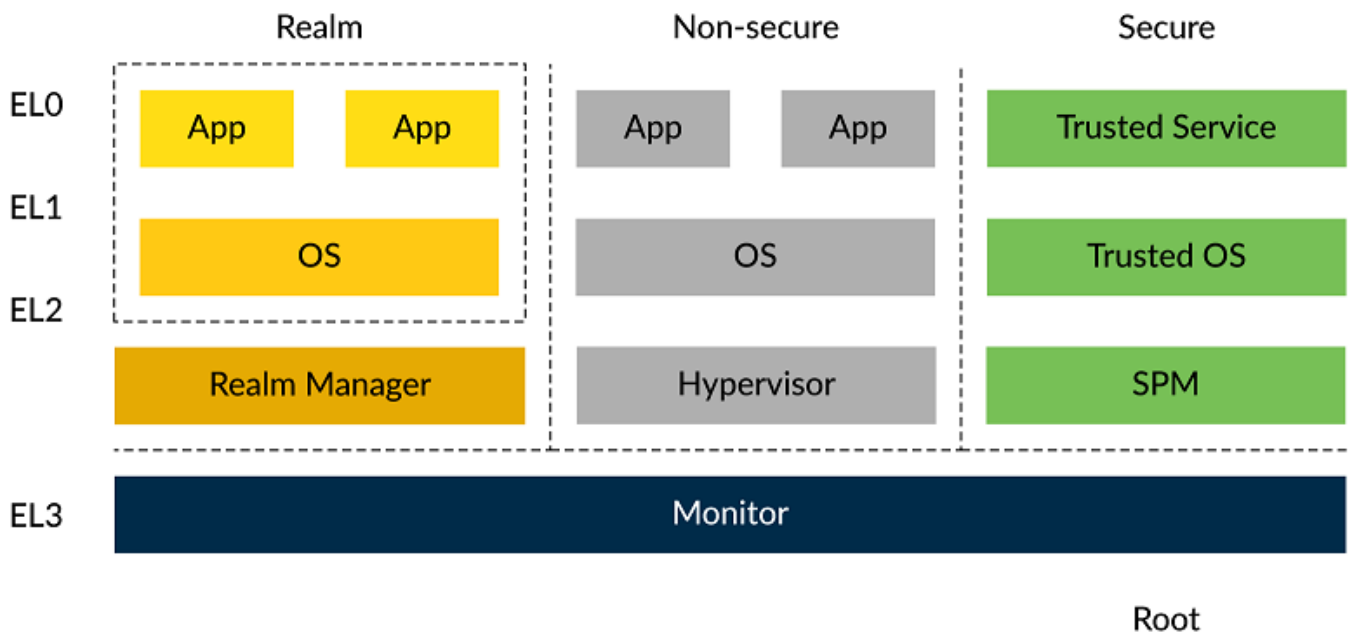 Realm Non-secure Secure
EL0 App App App App Trusted Service
EL1
OS OS Trusted OS
EL2
Realm Manager Hypervisor SPM
EL3 Monitor
Root